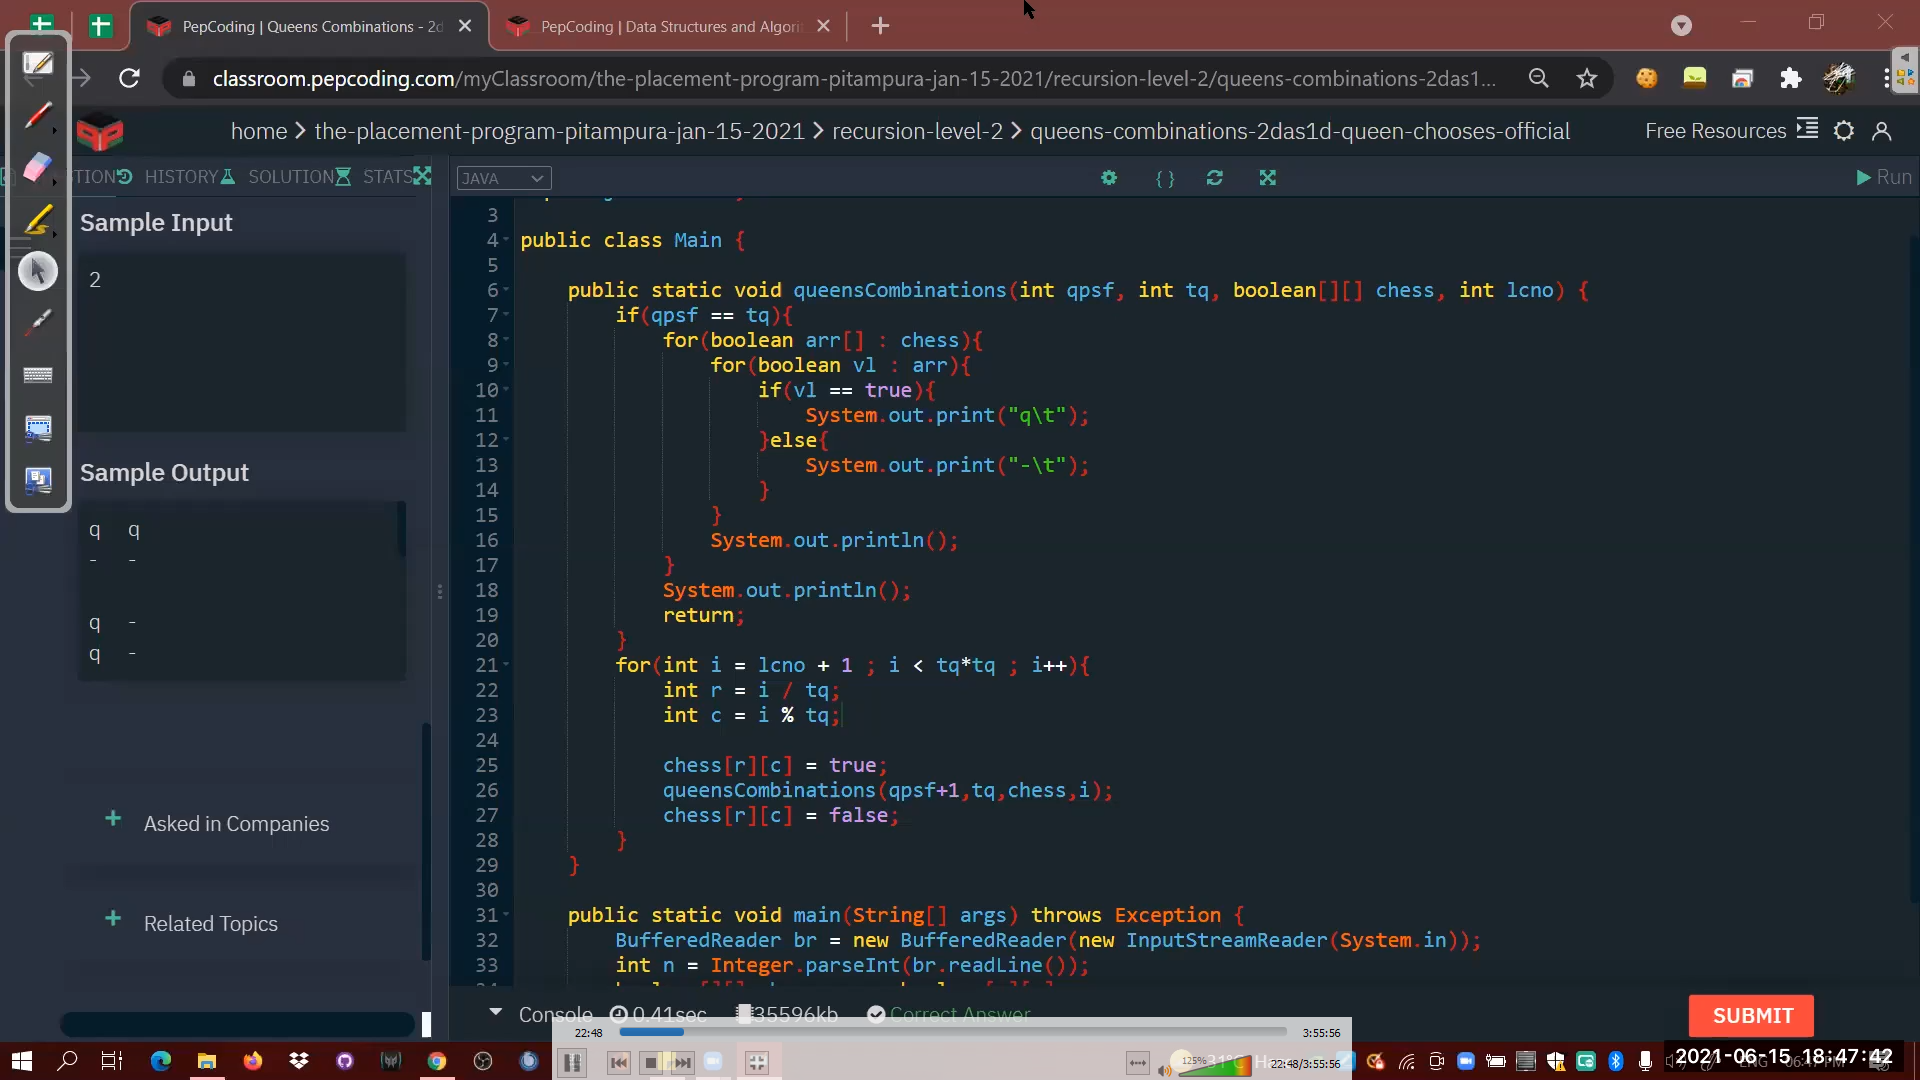 PepCoding | Queens Combinations - 2d
PepCoding | Data Structures and Algori
classroom.pepcoding.com/myClassroom/the-placement-program-pitampura-jan-15-2021/recursion-level-2/queens-combinations-2das1...
home > the-placement-program-pitampura-jan-15-2021 > recursion-level-2 > queens-combinations-2das1d-queen-chooses-official
Free Resources
TION HISTORY SOLUTION STATS
JAVA
{ }
Run
Sample Input
2
Sample Output
q q
- -
q -
q -
Asked in Companies
Related Topics
3
4 public class Main {
5
6 public static void queensCombinations(int qpsf, int tq, boolean[][] chess, int lcno) {
7 if(qpsf == tq){
8 for(boolean arr[] : chess){
9 for(boolean vl : arr){
10 if(vl == true){
11 System.out.print("q\t");
12 }else{
13 System.out.print("-\t");
14 }
15 }
16 System.out.println();
17 }
18 System.out.println();
19 return;
20 }
21 for(int i = lcno + 1 ; i < tq*tq ; i++){
22 int r = i / tq;
23 int c = i % tq;
24
25 chess[r][c] = true;
26 queensCombinations(qpsf+1,tq,chess,i);
27 chess[r][c] = false;
28 }
29 }
30
31 public static void main(String[] args) throws Exception {
32 BufferedReader br = new BufferedReader(new InputStreamReader(System.in));
33 int n = Integer.parseInt(br.readLine());
Console 0.41sec 35596kb Correct Answer
SUBMIT
22:48
3:55:56
125%
31°C
22:48/3:55:56
ENG
2021-06-15 18:47:42